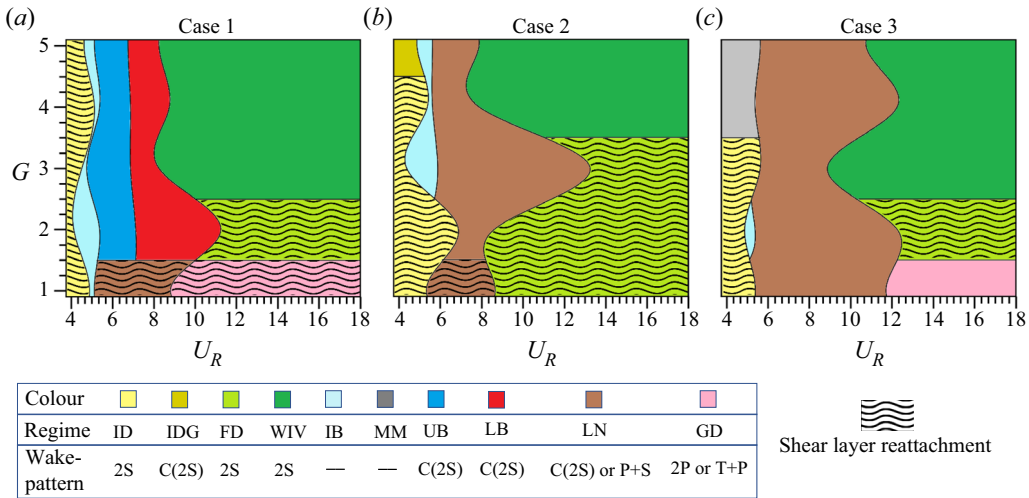 (a) Case 1 (b) Case 2 (c) Case 3
5
4
G 3
2
1
4 6 8 10 12 14 16 18 4 6 8 10 12 14 16 18 4 6 8 10 12 14 16 18
U_R U_R U_R
Colour
Regime ID IDG FD WIV IB MM UB LB LN GD
Wake-pattern 2S C(2S) 2S 2S — — C(2S) C(2S) C(2S) or P+S 2P or T+P
Shear layer reattachment